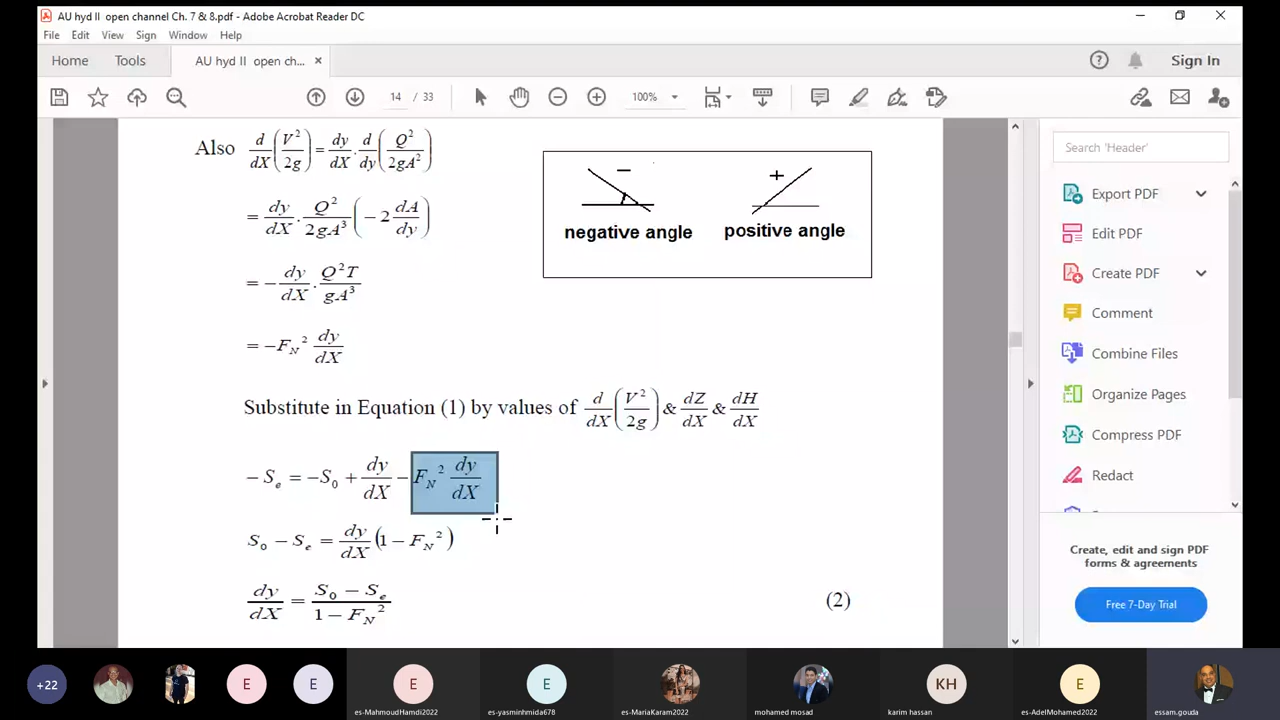 AU hyd II open channel Ch. 7 & 8.pdf - Adobe Acrobat Reader DC
File Edit View Sign Window Help
Home Tools AU hyd II open ch... × Sign In
14 / 33 100%
Also d/dX (V²/2g) = dy/dX . d/dy (Q²/2gA²)
= dy/dX . Q²/2gA³ (−2 dA/dy)
= − dy/dX . Q²T/gA³
= −F_N² dy/dX
− +
negative angle positive angle
Substitute in Equation (1) by values of d/dX (V²/2g) & dZ/dX & dH/dX
− S_e = −S_0 + dy/dX − F_N² dy/dX
S_0 − S_e = dy/dX (1 − F_N²)
dy/dX = (S_0 − S_e)/(1 − F_N²) (2)
Search 'Header'
Export PDF
Edit PDF
Create PDF
Comment
Combine Files
Organize Pages
Compress PDF
Redact
Create, edit and sign PDF
forms & agreements
Free 7-Day Trial
+22 E E E E KH E
es-MahmoudHamdi2022 es-yasminhmida678 es-MariaKaram2022 mohamed mosad karim hassan es-AdelMohamed2022 essam.gouda